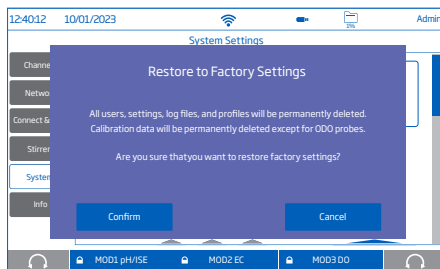 12:40:12 10/01/2023 1% Admin
System Settings
Restore to Factory Settings
Channe
Netwo
Connect &
Stirrer
System
Info
All users, settings, log files, and profiles will be permanently deleted.
Calibration data will be permanently deleted except for ODO probes.
Are you sure thatyou want to restore factory settings?
Confirm Cancel
MOD1 pH/ISE MOD2 EC MOD3 DO